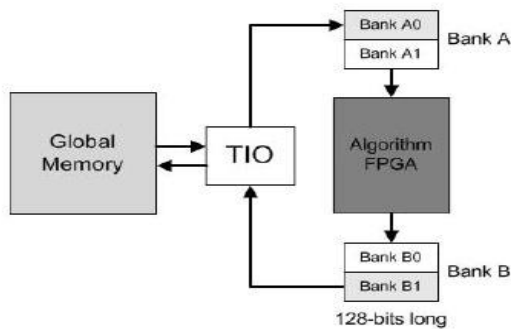 Bank A0
Bank A1
Bank A
Global
Memory
TIO
Algorithm
FPGA
Bank B0
Bank B1
Bank B
128-bits long